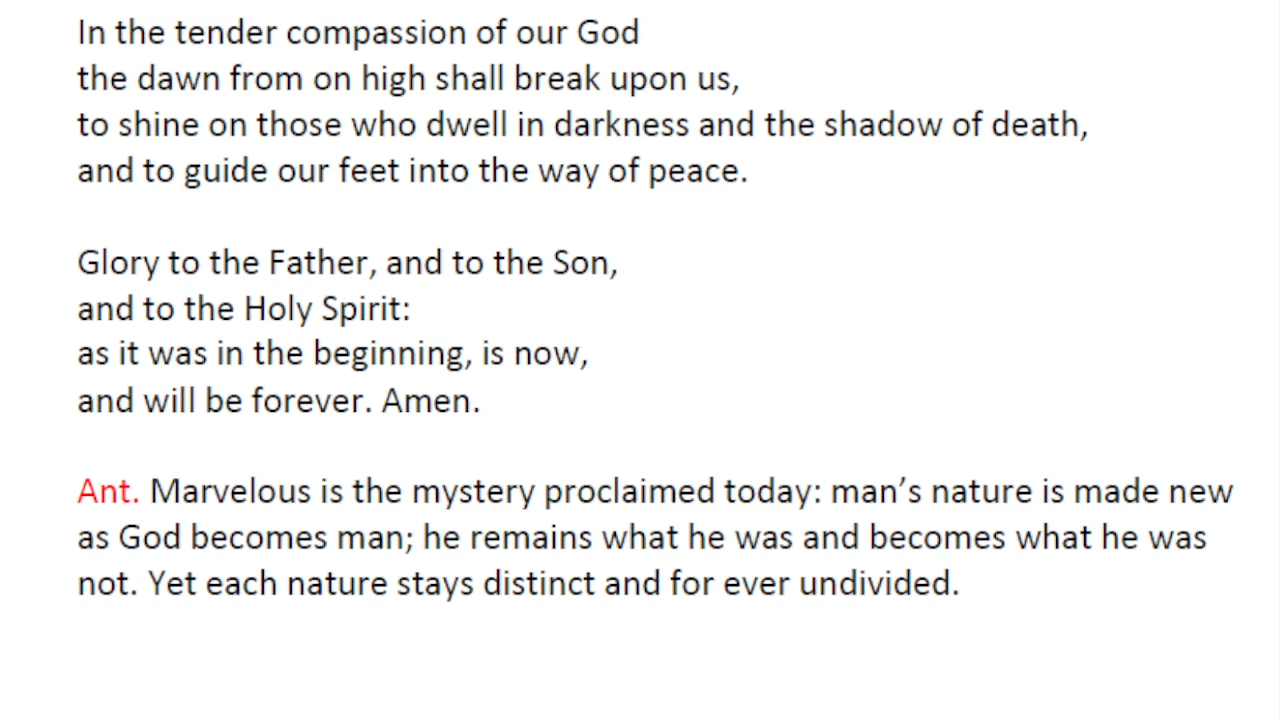 In the tender compassion of our God
the dawn from on high shall break upon us,
to shine on those who dwell in darkness and the shadow of death,
and to guide our feet into the way of peace.
Glory to the Father, and to the Son,
and to the Holy Spirit:
as it was in the beginning, is now,
and will be forever. Amen.
Ant. Marvelous is the mystery proclaimed today: man’s nature is made new
as God becomes man; he remains what he was and becomes what he was
not. Yet each nature stays distinct and for ever undivided.